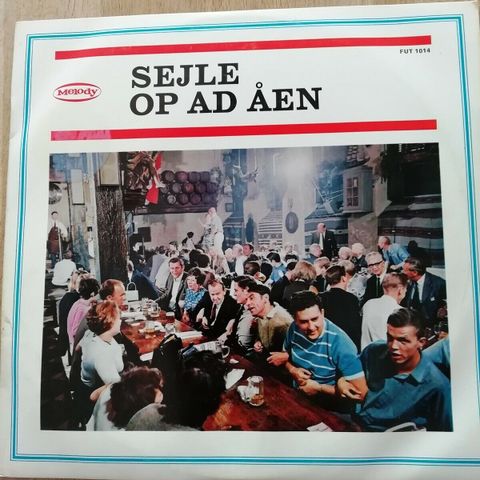 FUT 1014
Melody
SEJLE
OP AD ÅEN